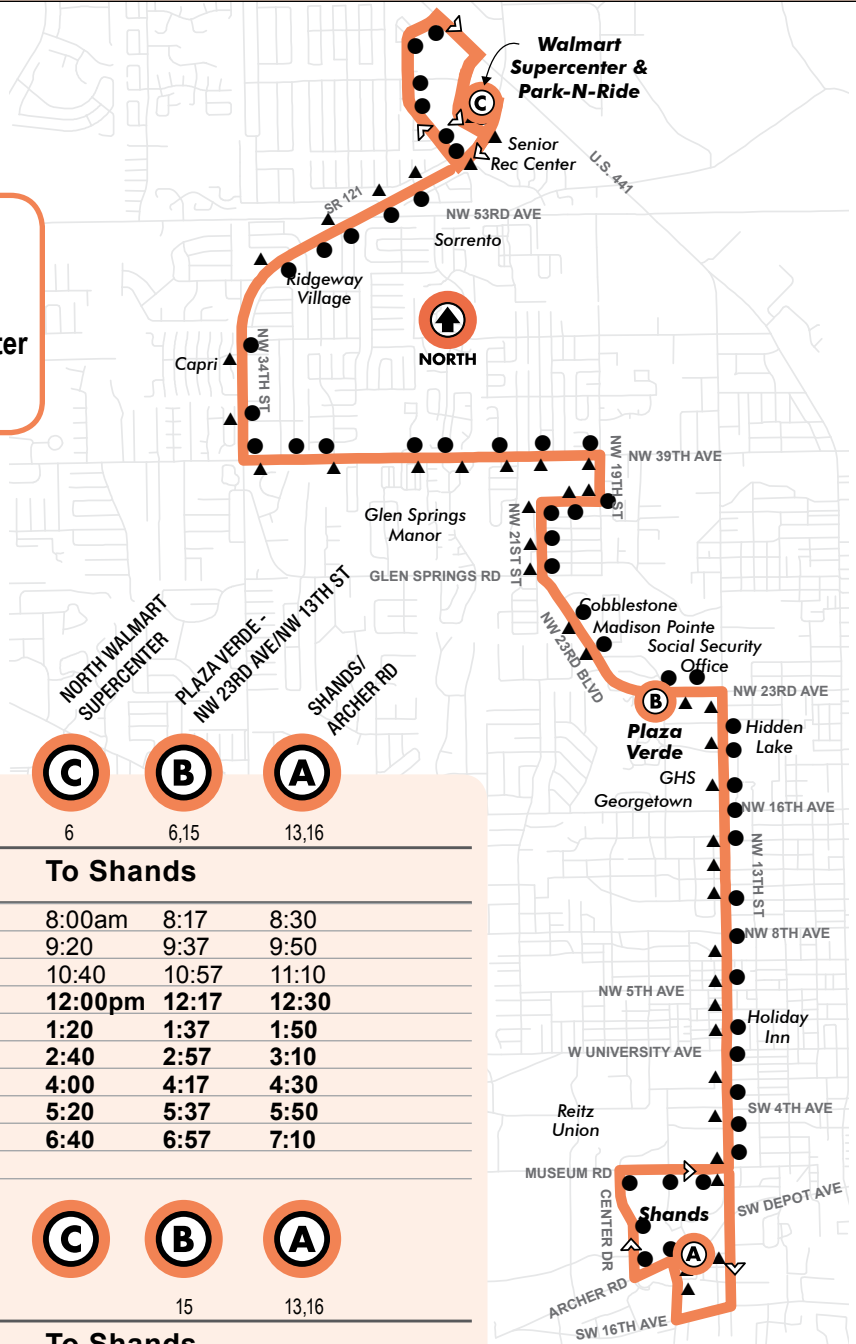 Walmart
Supercenter &
Park-N-Ride
C
Senior
Rec Center
U.S. 441
SR 121
NW 53RD AVE
Sorrento
Ridgeway
Village
ter
NORTH
Capri
NW 34TH ST
NW 39TH AVE
NW 19TH ST
Glen Springs
Manor
NW 21ST ST
GLEN SPRINGS RD
Cobblestone
Madison Pointe
Social Security
Office
NW 23RD BLVD
NW 23RD AVE
B
Plaza
Verde
Hidden
Lake
GHS
Georgetown
NW 16TH AVE
NW 13TH ST
NW 8TH AVE
NW 5TH AVE
Holiday
Inn
W UNIVERSITY AVE
Reitz
Union
SW 4TH AVE
MUSEUM RD
CENTER DR
Shands
A
SW DEPOT AVE
ARCHER RD
SW 16TH AVE
NORTH WALMART
SUPERCENTER
PLAZA VERDE -
NW 23RD AVE/NW 13TH ST
SHANDS/
ARCHER RD
C B A
6 6,15 13,16
To Shands
8:00am 8:17 8:30
9:20 9:37 9:50
10:40 10:57 11:10
12:00pm 12:17 12:30
1:20 1:37 1:50
2:40 2:57 3:10
4:00 4:17 4:30
5:20 5:37 5:50
6:40 6:57 7:10
C B A
15 13,16
To Shands